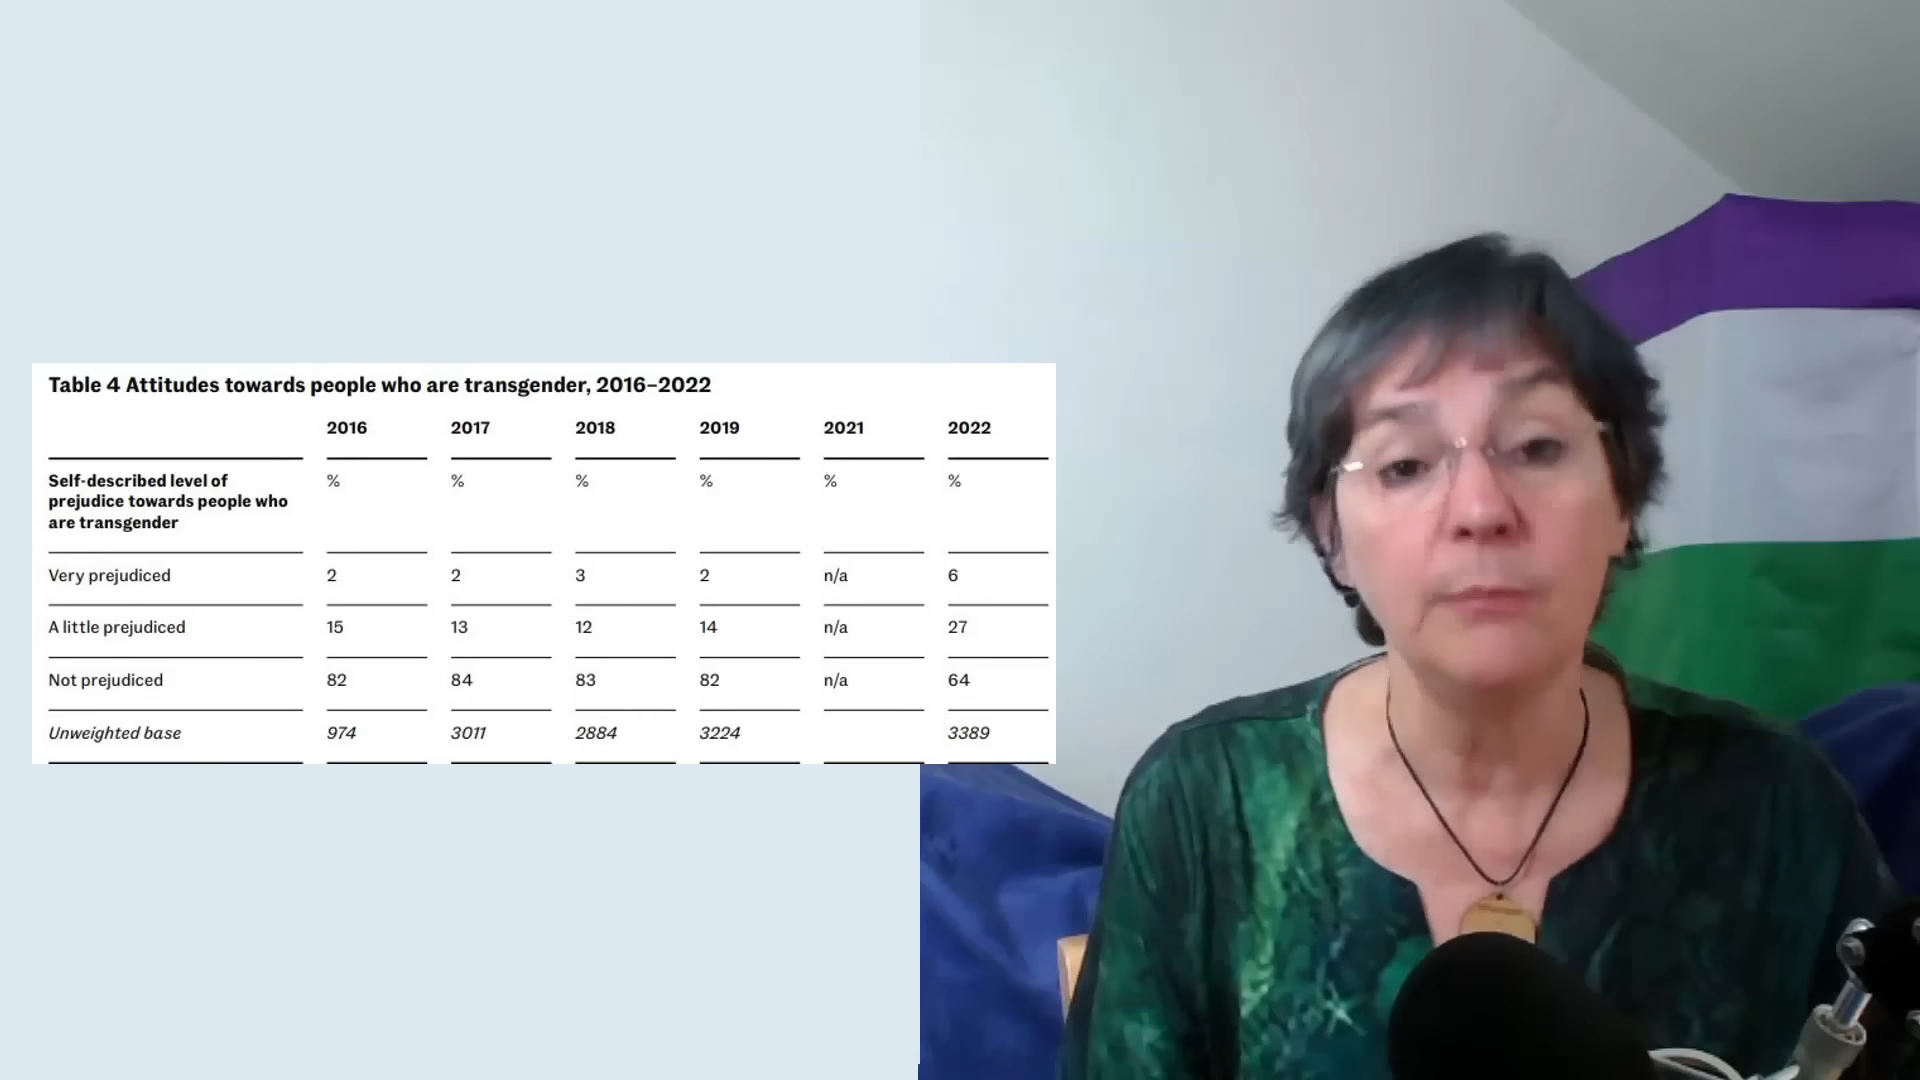 Table 4 Attitudes towards people who are transgender, 2016–2022
2016 2017 2018 2019 2021 2022
Self-described level of % % % % % %
prejudice towards people who
are transgender
Very prejudiced 2 2 3 2 n/a 6
A little prejudiced 15 13 12 14 n/a 27
Not prejudiced 82 84 83 82 n/a 64
Unweighted base 974 3011 2884 3224 3389